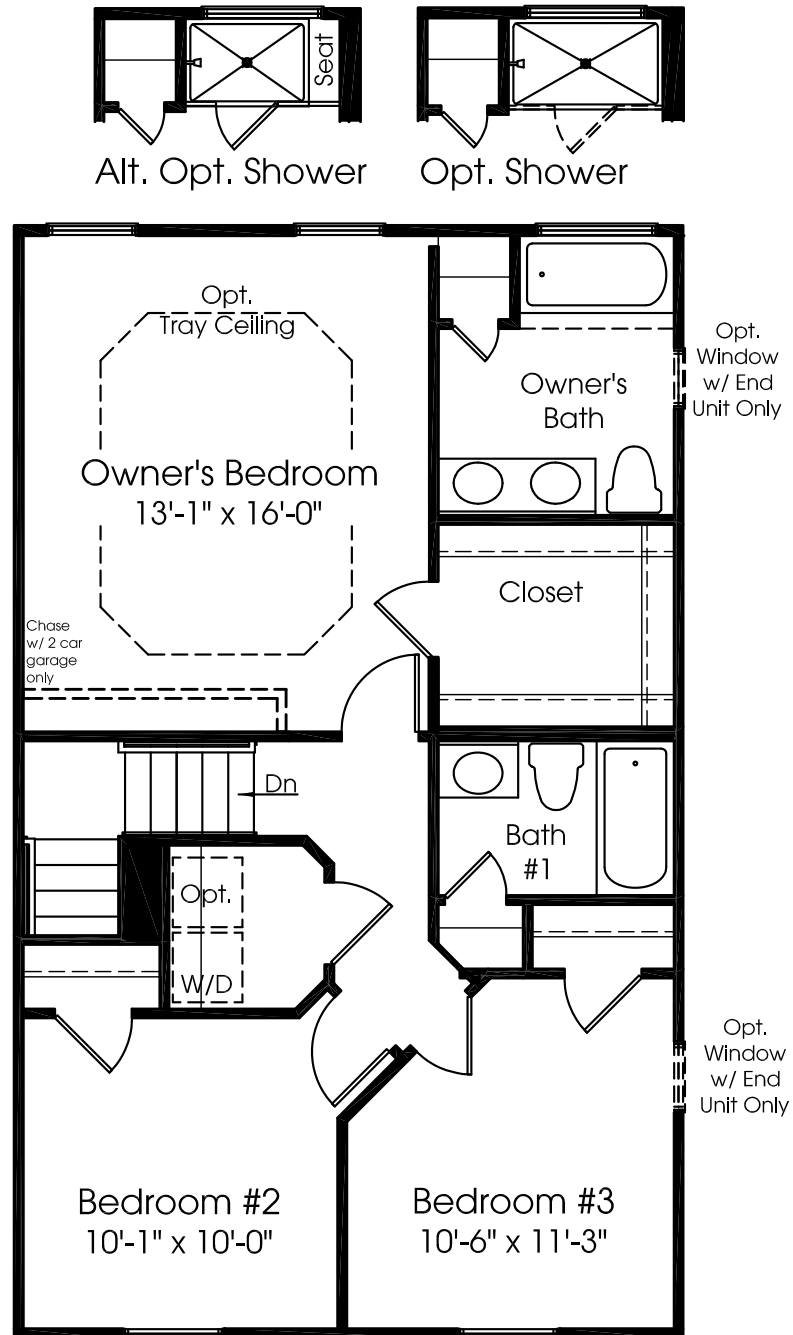 Seat
Alt. Opt. Shower
Opt. Shower
Opt.
Tray Ceiling
Opt.
Window
w/ End
Unit Only
Owner's
Bath
Owner's Bedroom
13'-1" x 16'-0"
Closet
Chase
w/ 2 car
garage
only
Dn
Bath
#1
Opt.
W/D
Opt.
Window
w/ End
Unit Only
Bedroom #2
10'-1" x 10'-0"
Bedroom #3
10'-6" x 11'-3"